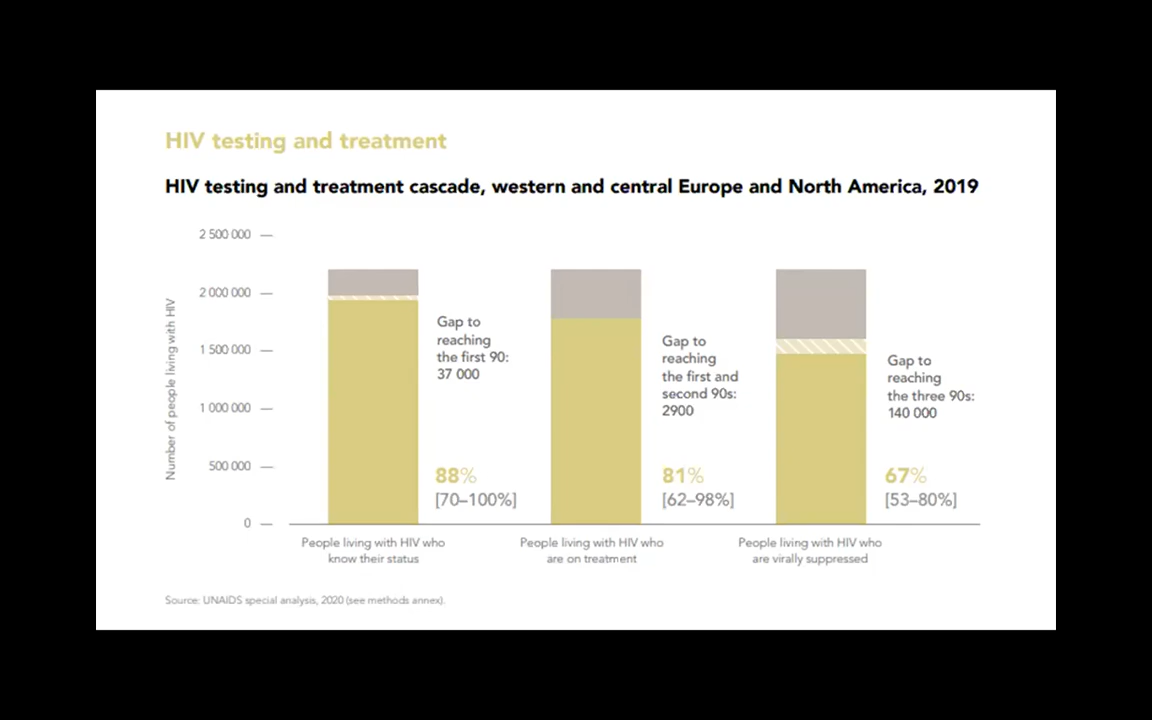 HIV testing and treatment
HIV testing and treatment cascade, western and central Europe and North America, 2019
Number of people living with HIV
2 500 000
2 000 000
1 500 000
1 000 000
500 000
0
Gap to
reaching
the first 90:
37 000
88%
[70–100%]
Gap to
reaching
the first and
second 90s:
2900
81%
[62–98%]
Gap to
reaching
the three 90s:
140 000
67%
[53–80%]
People living with HIV who
know their status
People living with HIV who
are on treatment
People living with HIV who
are virally suppressed
Source: UNAIDS special analysis, 2020 (see methods annex).